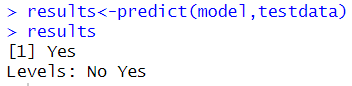 > results<-predict(model,testdata)
> results
[1] Yes
Levels: No Yes